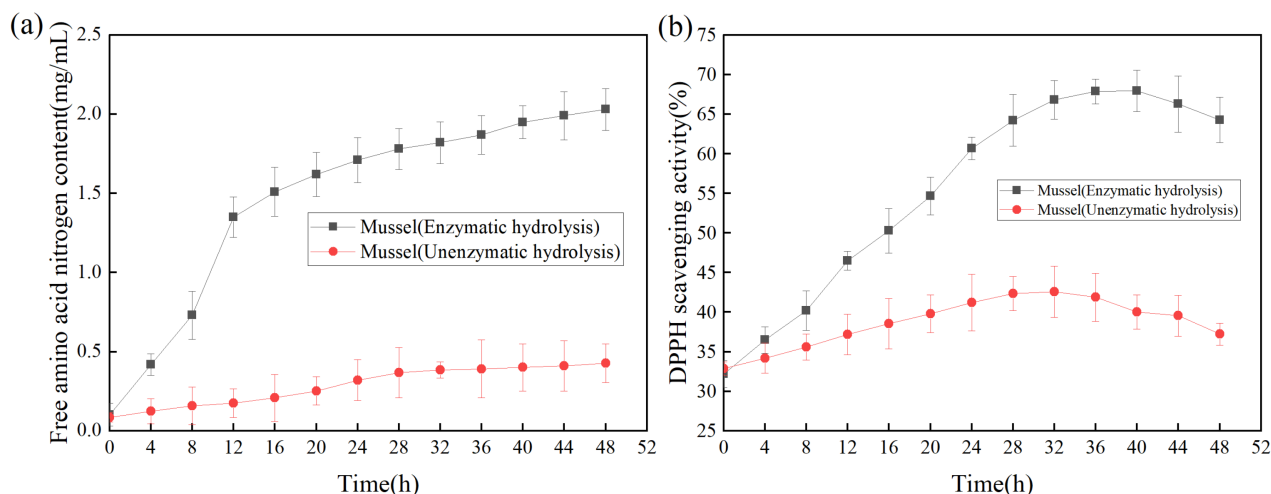 (a)
Free amino acid nitrogen content(mg/mL)
2.5
2.0
1.5
1.0
0.5
0.0
Mussel(Enzymatic hydrolysis)
Mussel(Unenzymatic hydrolysis)
0 4 8 12 16 20 24 28 32 36 40 44 48 52
Time(h)
(b)
DPPH scavenging activity(%)
75
70
65
60
55
50
45
40
35
30
25
Mussel(Enzymatic hydrolysis)
Mussel(Unenzymatic hydrolysis)
0 4 8 12 16 20 24 28 32 36 40 44 48 52
Time(h)